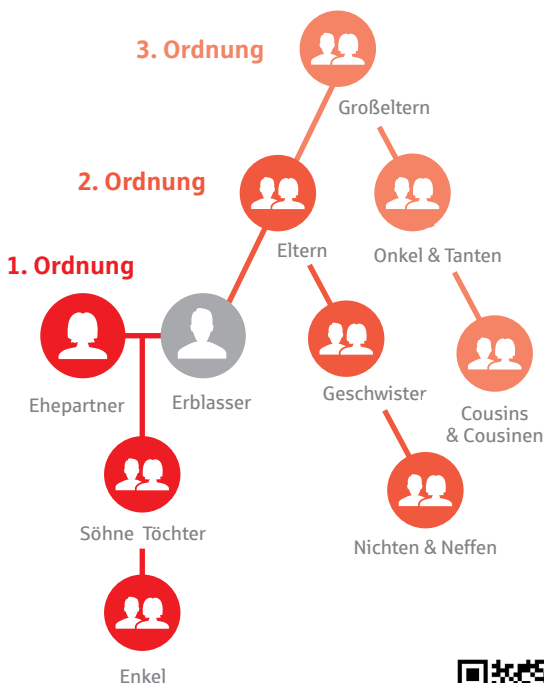 3. Ordnung
Großeltern
2. Ordnung
Eltern
Onkel & Tanten
1. Ordnung
Ehepartner
Erblasser
Geschwister
Cousins
& Cousinen
Söhne Töchter
Nichten & Neffen
Enkel